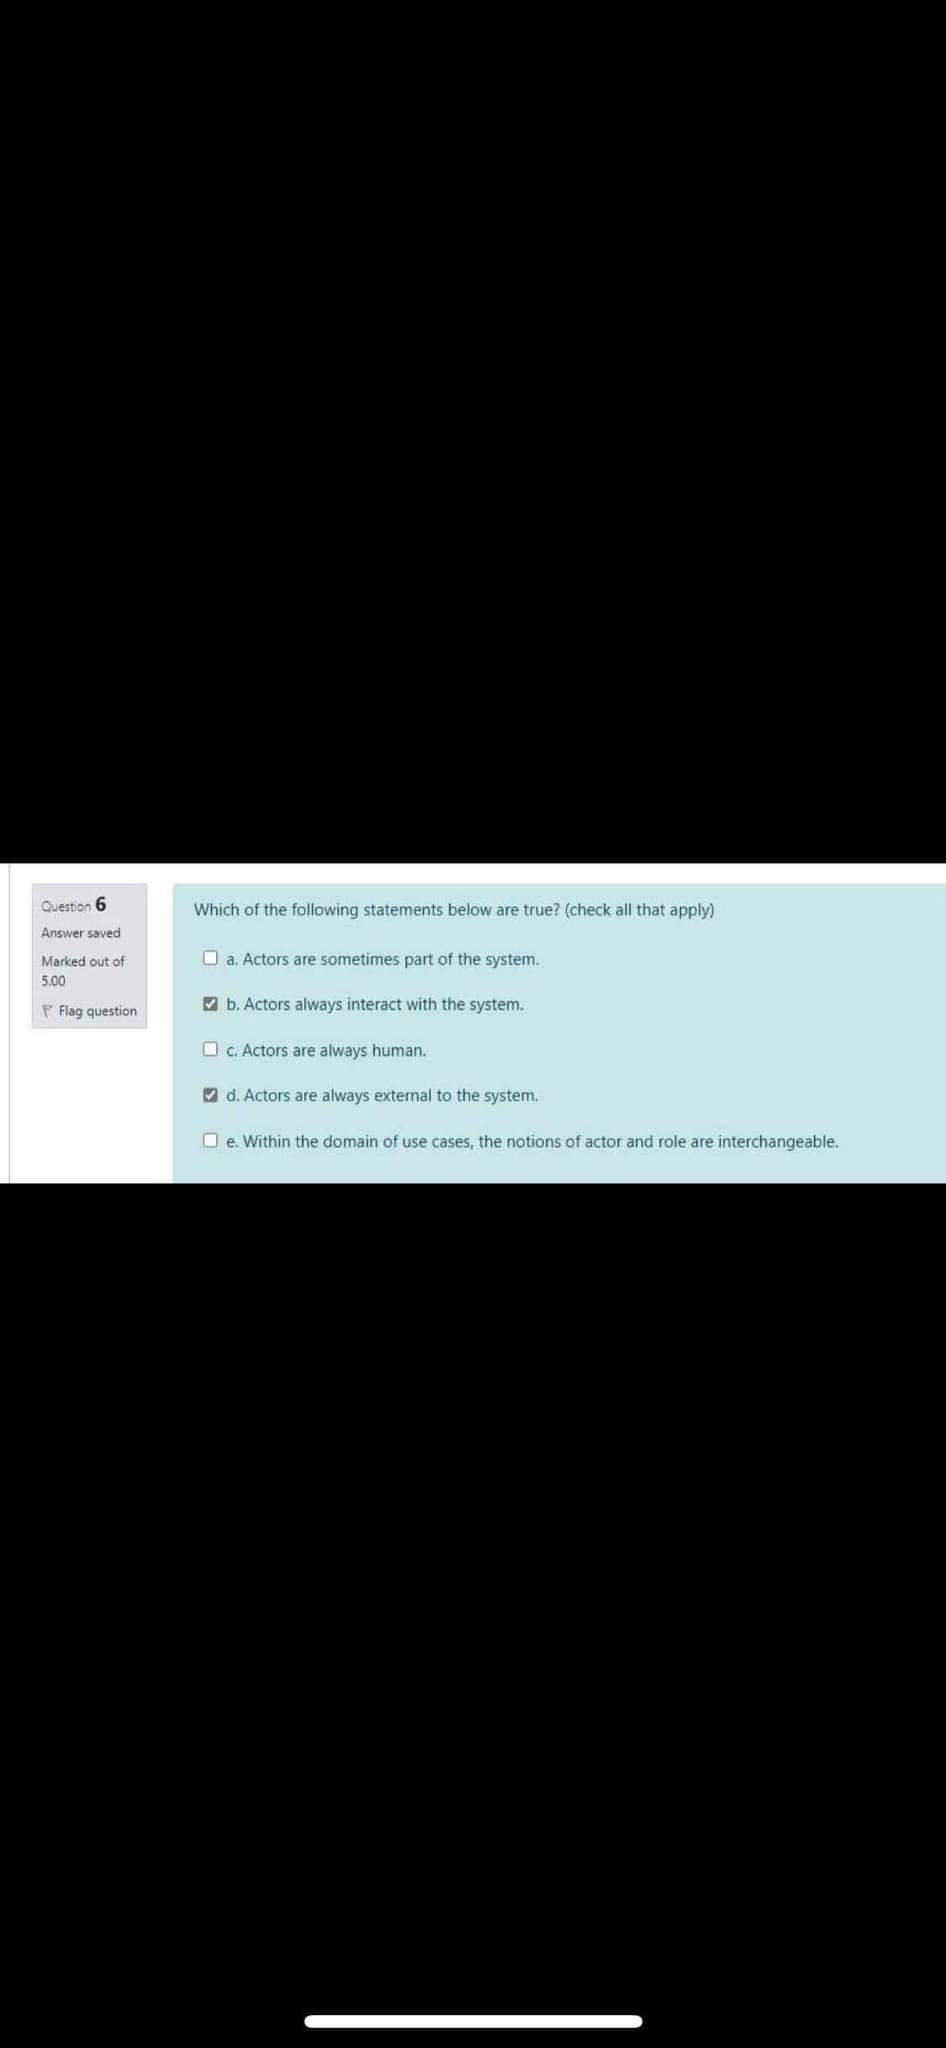 Question 6
Answer saved
Marked out of
5.00
Flag question
Which of the following statements below are true? (check all that apply)
a. Actors are sometimes part of the system.
b. Actors always interact with the system.
c. Actors are always human.
d. Actors are always external to the system.
e. Within the domain of use cases, the notions of actor and role are interchangeable.